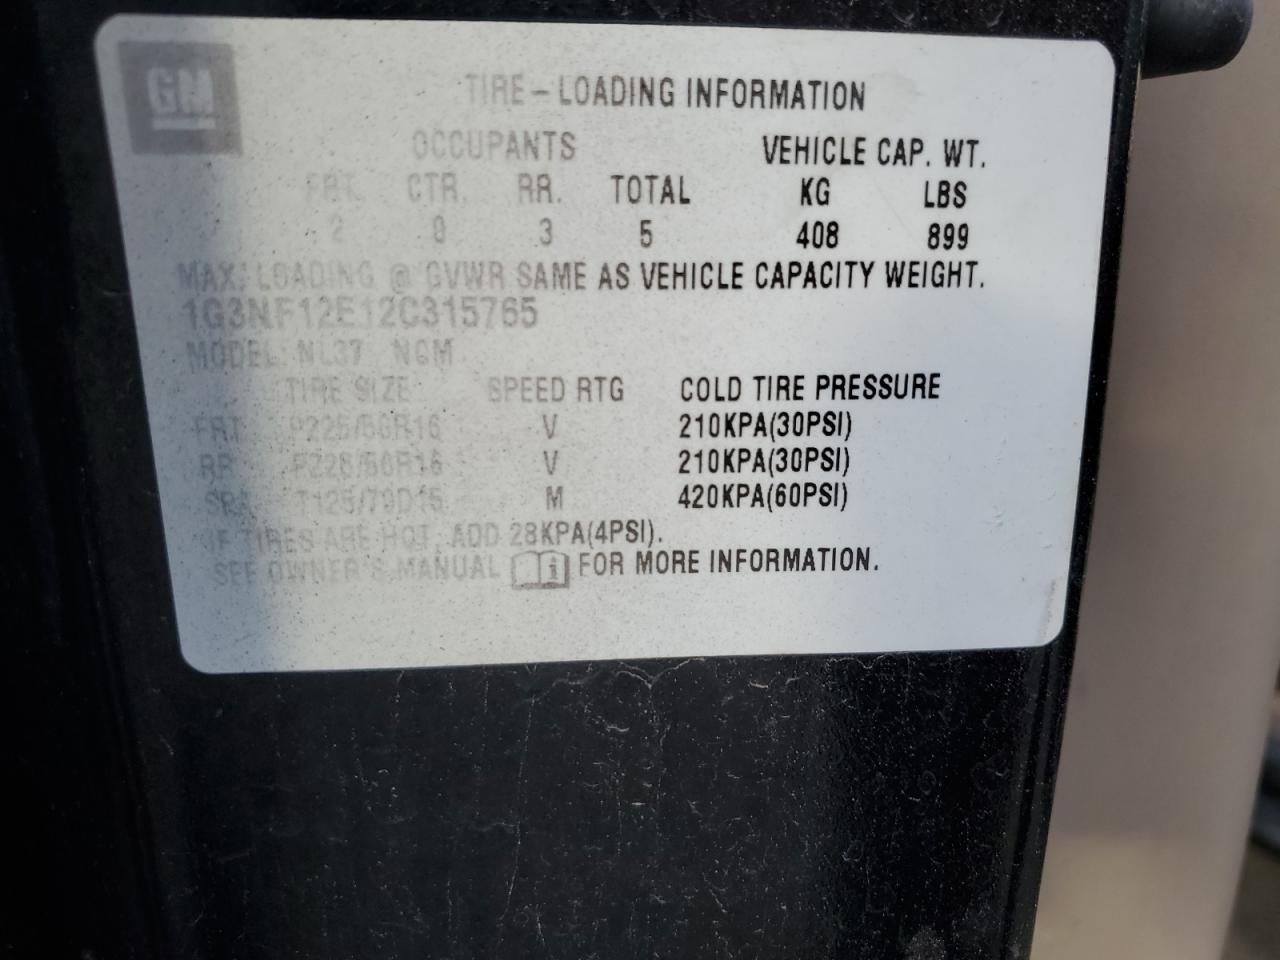 GM
TIRE – LOADING INFORMATION
OCCUPANTS VEHICLE CAP. WT.
FRT. CTR. RR. TOTAL KG LBS
2 0 3 5 408 899
MAX. LOADING @ GVWR SAME AS VEHICLE CAPACITY WEIGHT.
1G3NF12E12C315765
MODEL: NL37 NGM
TIRE SIZE SPEED RTG COLD TIRE PRESSURE
FRT P225/50R16 V 210KPA(30PSI)
RR P225/50R16 V 210KPA(30PSI)
SPA T125/70D15 M 420KPA(60PSI)
IF TIRES ARE HOT, ADD 28KPA(4PSI).
SEE OWNER'S MANUAL i FOR MORE INFORMATION.